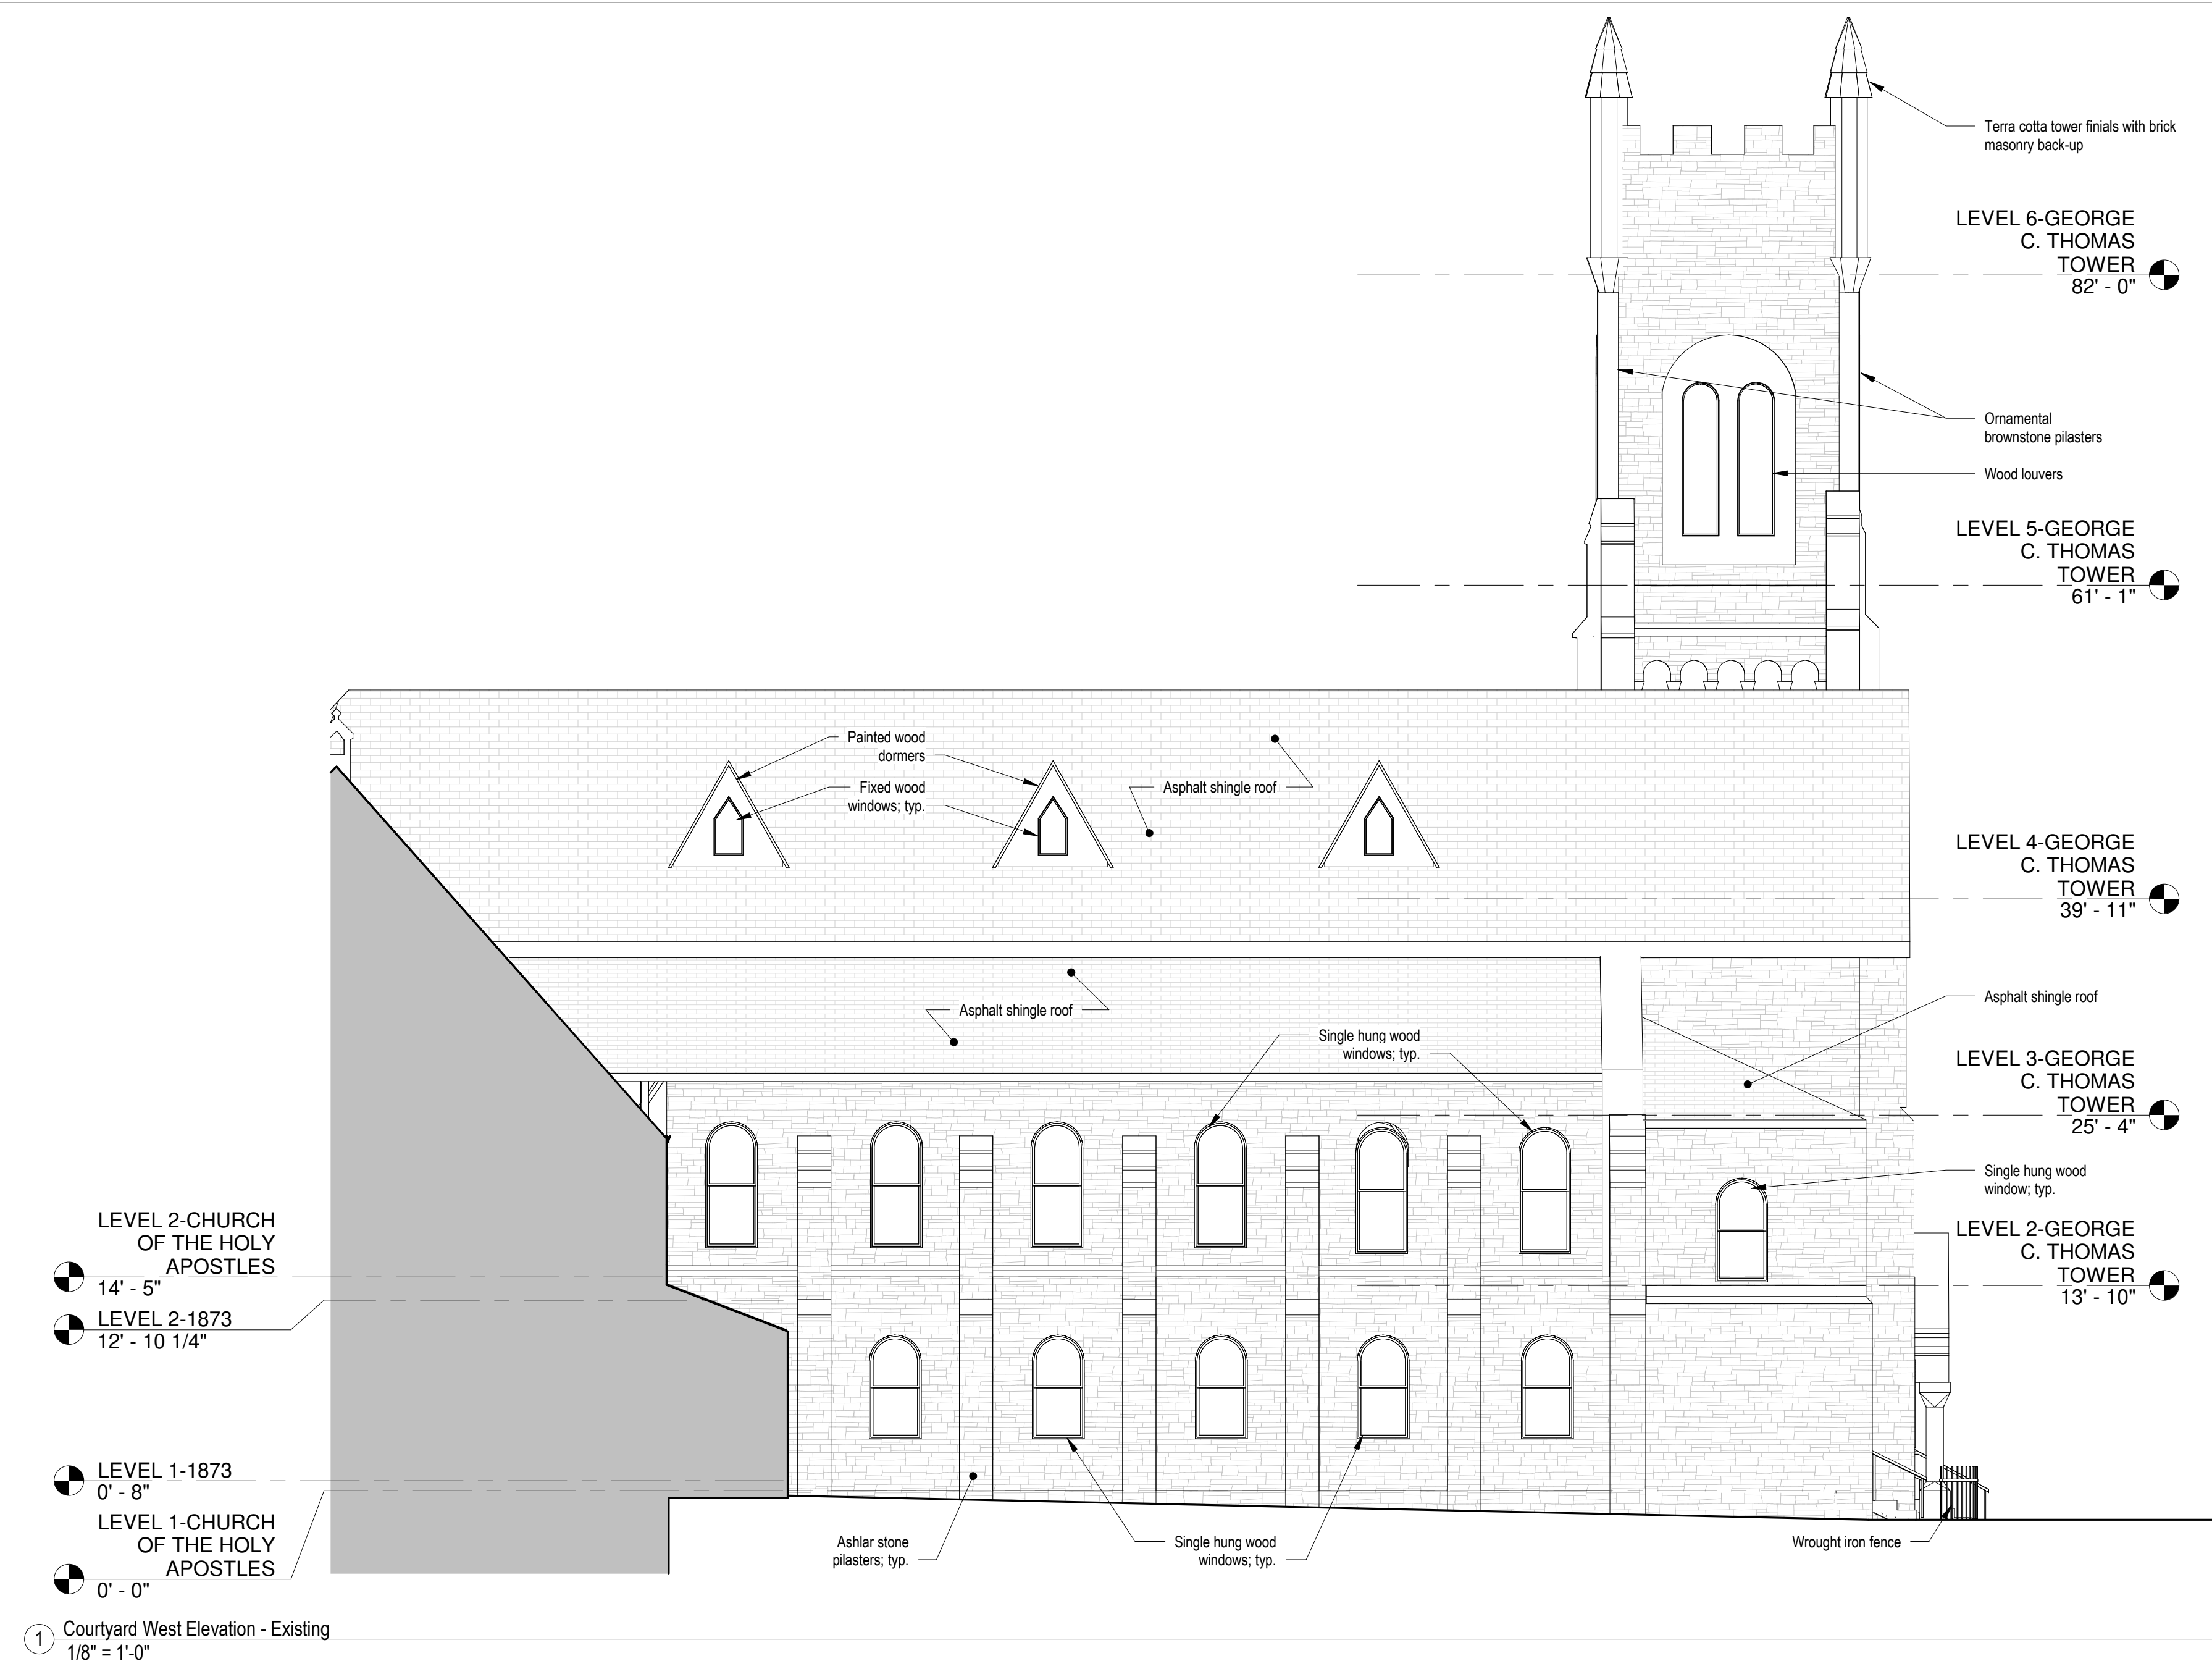 Terra cotta tower finials with brick
masonry back-up
LEVEL 6-GEORGE
C. THOMAS
TOWER
82' - 0"
Ornamental
brownstone pilasters
Wood louvers
LEVEL 5-GEORGE
C. THOMAS
TOWER
61' - 1"
Painted wood
dormers
Fixed wood
windows; typ.
Asphalt shingle roof
LEVEL 4-GEORGE
C. THOMAS
TOWER
39' - 11"
Asphalt shingle roof
Asphalt shingle roof
Single hung wood
windows; typ.
LEVEL 3-GEORGE
C. THOMAS
TOWER
25' - 4"
Single hung wood
window; typ.
LEVEL 2-GEORGE
C. THOMAS
TOWER
13' - 10"
LEVEL 2-CHURCH
OF THE HOLY
APOSTLES
14' - 5"
LEVEL 2-1873
12' - 10 1/4"
LEVEL 1-1873
0' - 8"
LEVEL 1-CHURCH
OF THE HOLY
APOSTLES
0' - 0"
Ashlar stone
pilasters; typ.
Single hung wood
windows; typ.
Wrought iron fence
1
Courtyard West Elevation - Existing
1/8" = 1'-0"